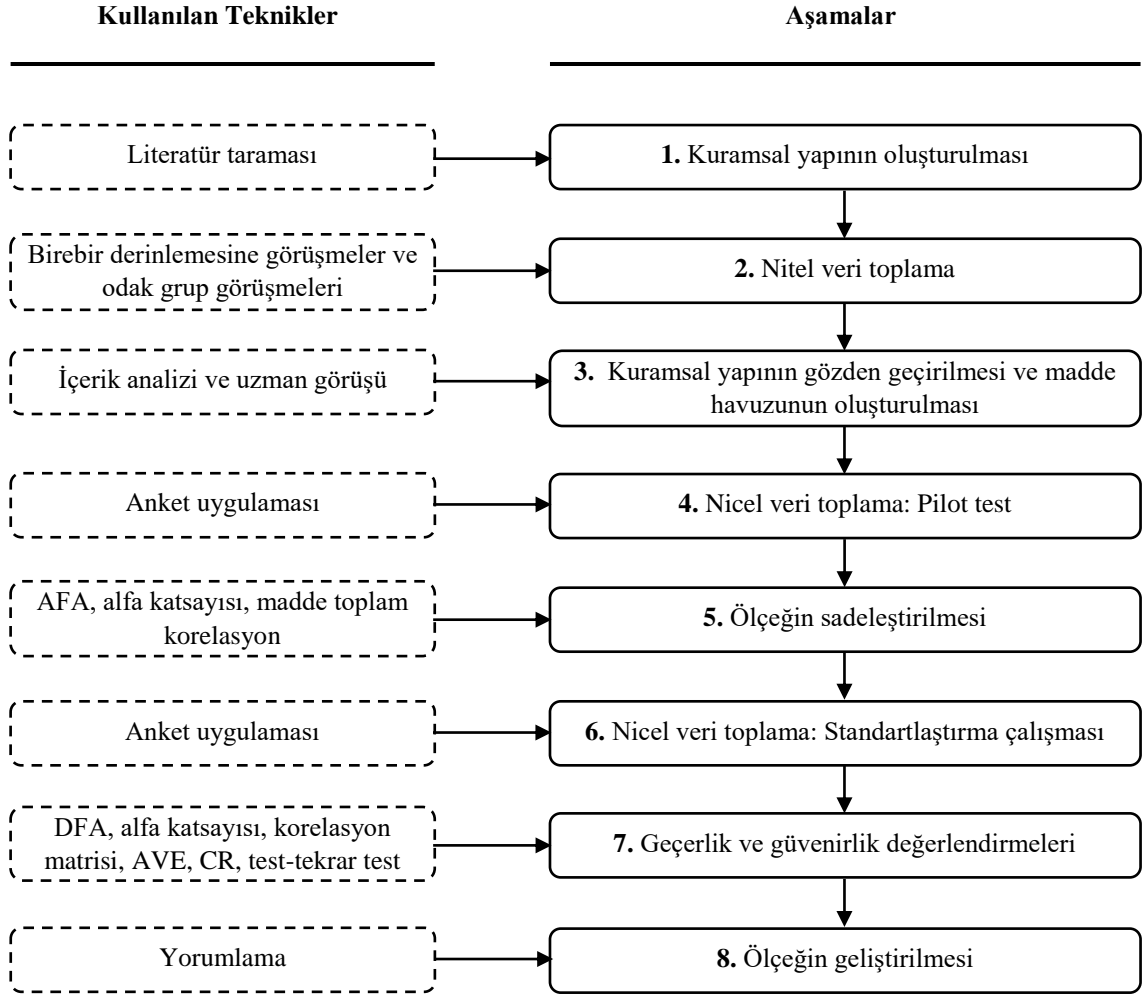 Kullanılan Teknikler
Aşamalar
Literatür taraması
1. Kuramsal yapının oluşturulması
Birebir derinlemesine görüşmeler ve
odak grup görüşmeleri
2. Nitel veri toplama
İçerik analizi ve uzman görüşü
3. Kuramsal yapının gözden geçirilmesi ve madde
havuzunun oluşturulması
Anket uygulaması
4. Nicel veri toplama: Pilot test
AFA, alfa katsayısı, madde toplam
korelasyon
5. Ölçeğin sadeleştirilmesi
Anket uygulaması
6. Nicel veri toplama: Standartlaştırma çalışması
DFA, alfa katsayısı, korelasyon
matrisi, AVE, CR, test-tekrar test
7. Geçerlik ve güvenirlik değerlendirmeleri
Yorumlama
8. Ölçeğin geliştirilmesi